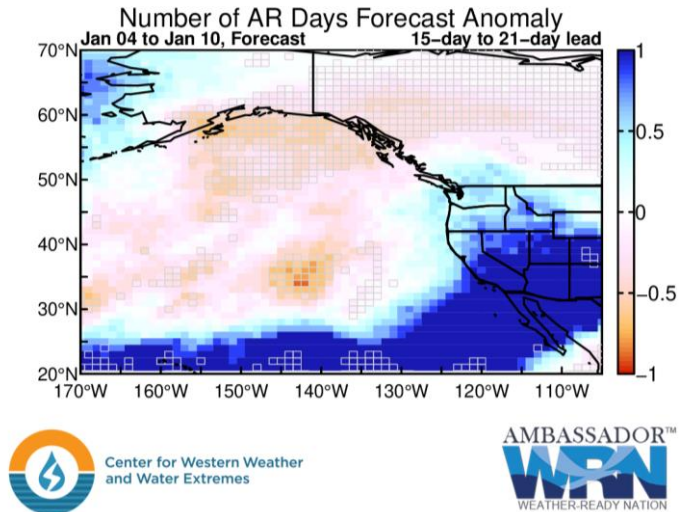 Number of AR Days Forecast Anomaly
Jan 04 to Jan 10, Forecast 15-day to 21-day lead
70°N
60°N
50°N
40°N
30°N
20°N
170°W 160°W 150°W 140°W 130°W 120°W 110°W
1
0.5
0
-0.5
-1
Center for Western Weather
and Water Extremes
AMBASSADOR™
WRN
WEATHER-READY NATION